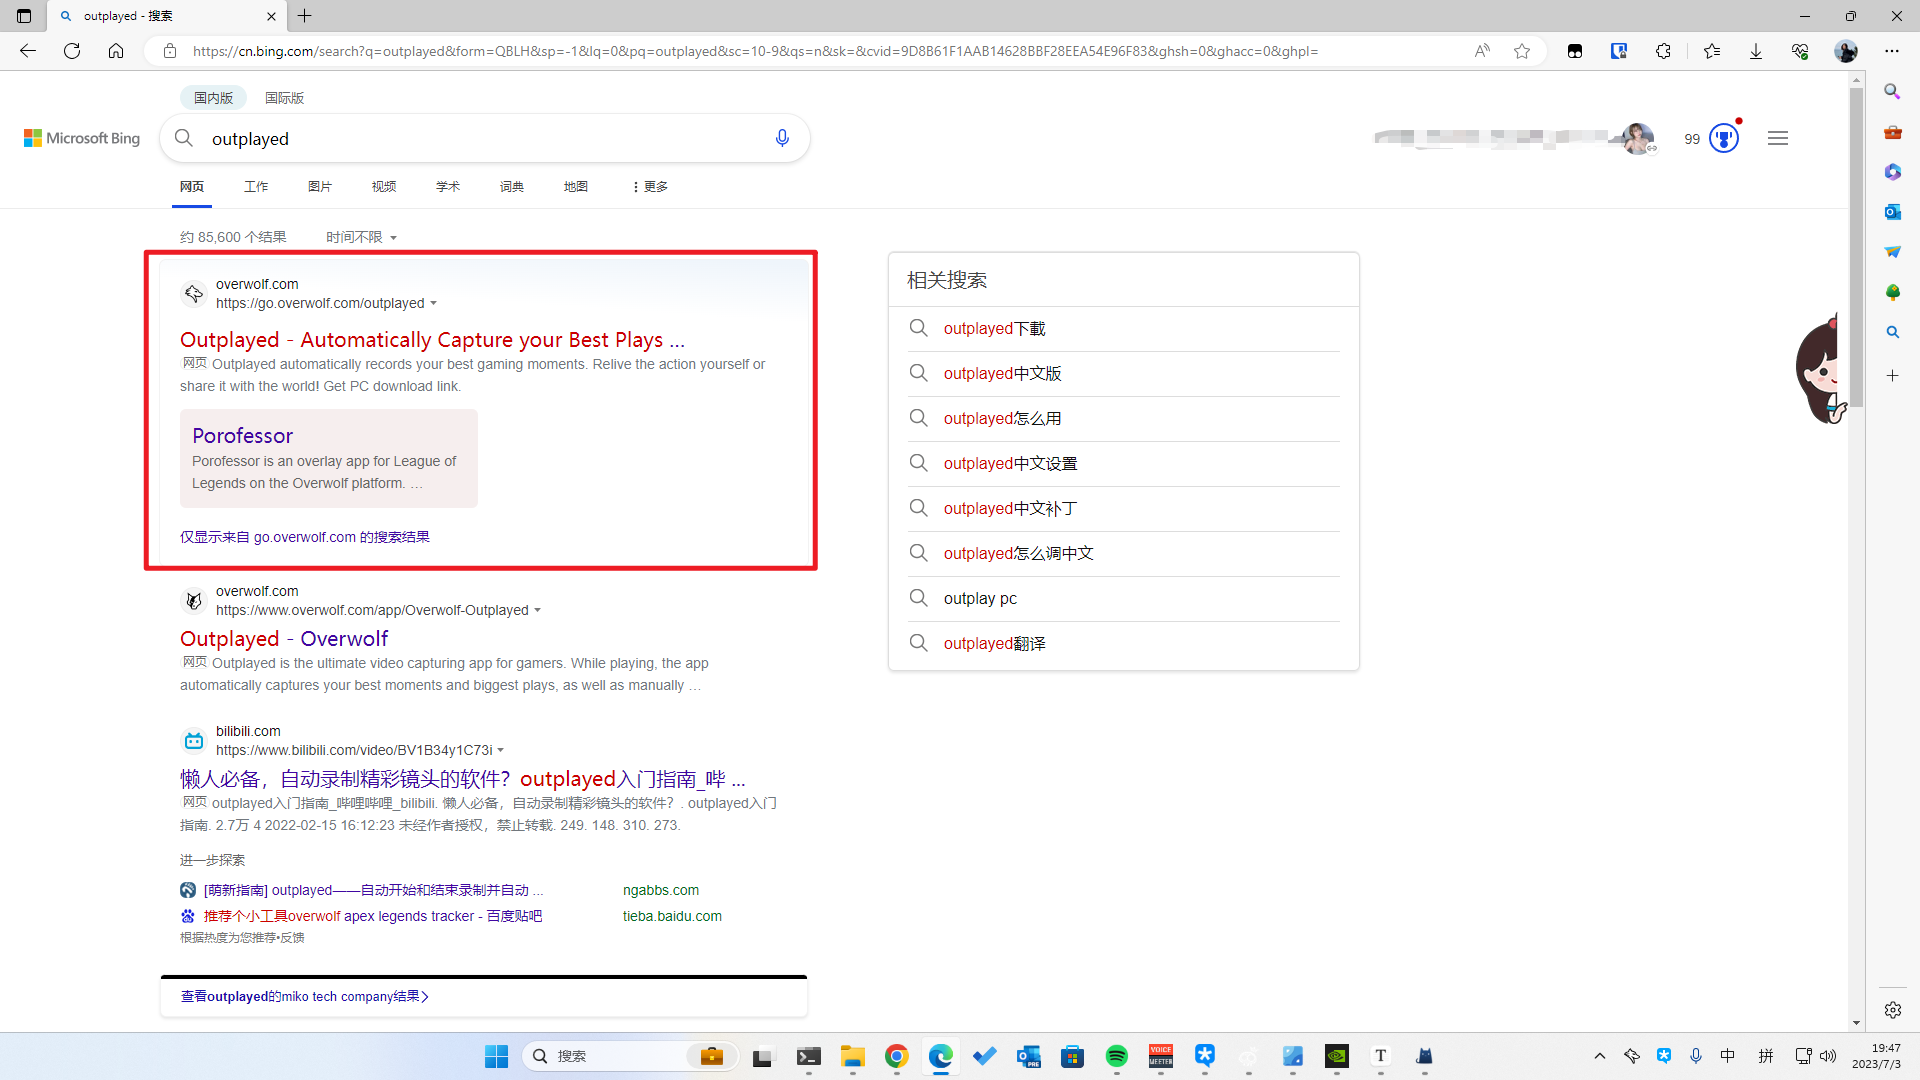 outplayed - 搜索
https://cn.bing.com/search?q=outplayed&form=QBLH&sp=-1&lq=0&pq=outplayed&sc=10-9&qs=n&sk=&cvid=9D8B61F1AAB14628BBF28EEA54E96F83&ghsh=0&ghacc=0&ghpl=
国内版 国际版
Microsoft Bing
outplayed
99
网页 工作 图片 视频 学术 词典 地图 更多
约 85,600 个结果 时间不限
overwolf.com
https://go.overwolf.com/outplayed
Outplayed - Automatically Capture your Best Plays ...
网页 Outplayed automatically records your best gaming moments. Relive the action yourself or
share it with the world! Get PC download link.
Porofessor
Porofessor is an overlay app for League of
Legends on the Overwolf platform. ...
仅显示来自 go.overwolf.com 的搜索结果
overwolf.com
https://www.overwolf.com/app/Overwolf-Outplayed
Outplayed - Overwolf
网页 Outplayed is the ultimate video capturing app for gamers. While playing, the app
automatically captures your best moments and biggest plays, as well as manually ...
bilibili.com
https://www.bilibili.com/video/BV1B34y1C73i
懒人必备，自动录制精彩镜头的软件？outplayed入门指南_哔 ...
网页 outplayed入门指南_哔哩哔哩_bilibili. 懒人必备，自动录制精彩镜头的软件？. outplayed入门
指南. 2.7万 4 2022-02-15 16:12:23 未经作者授权，禁止转载. 249. 148. 310. 273.
进一步探索
[萌新指南] outplayed——自动开始和结束录制并自动 ... ngabbs.com
推荐个小工具overwolf apex legends tracker - 百度贴吧 tieba.baidu.com
根据热度为您推荐•反馈
查看outplayed的miko tech company结果
相关搜索
outplayed下載
outplayed中文版
outplayed怎么用
outplayed中文设置
outplayed中文补丁
outplayed怎么调中文
outplay pc
outplayed翻译
搜索
PRE
VOICE
MEETER
T
中
拼
19:47
2023/7/3